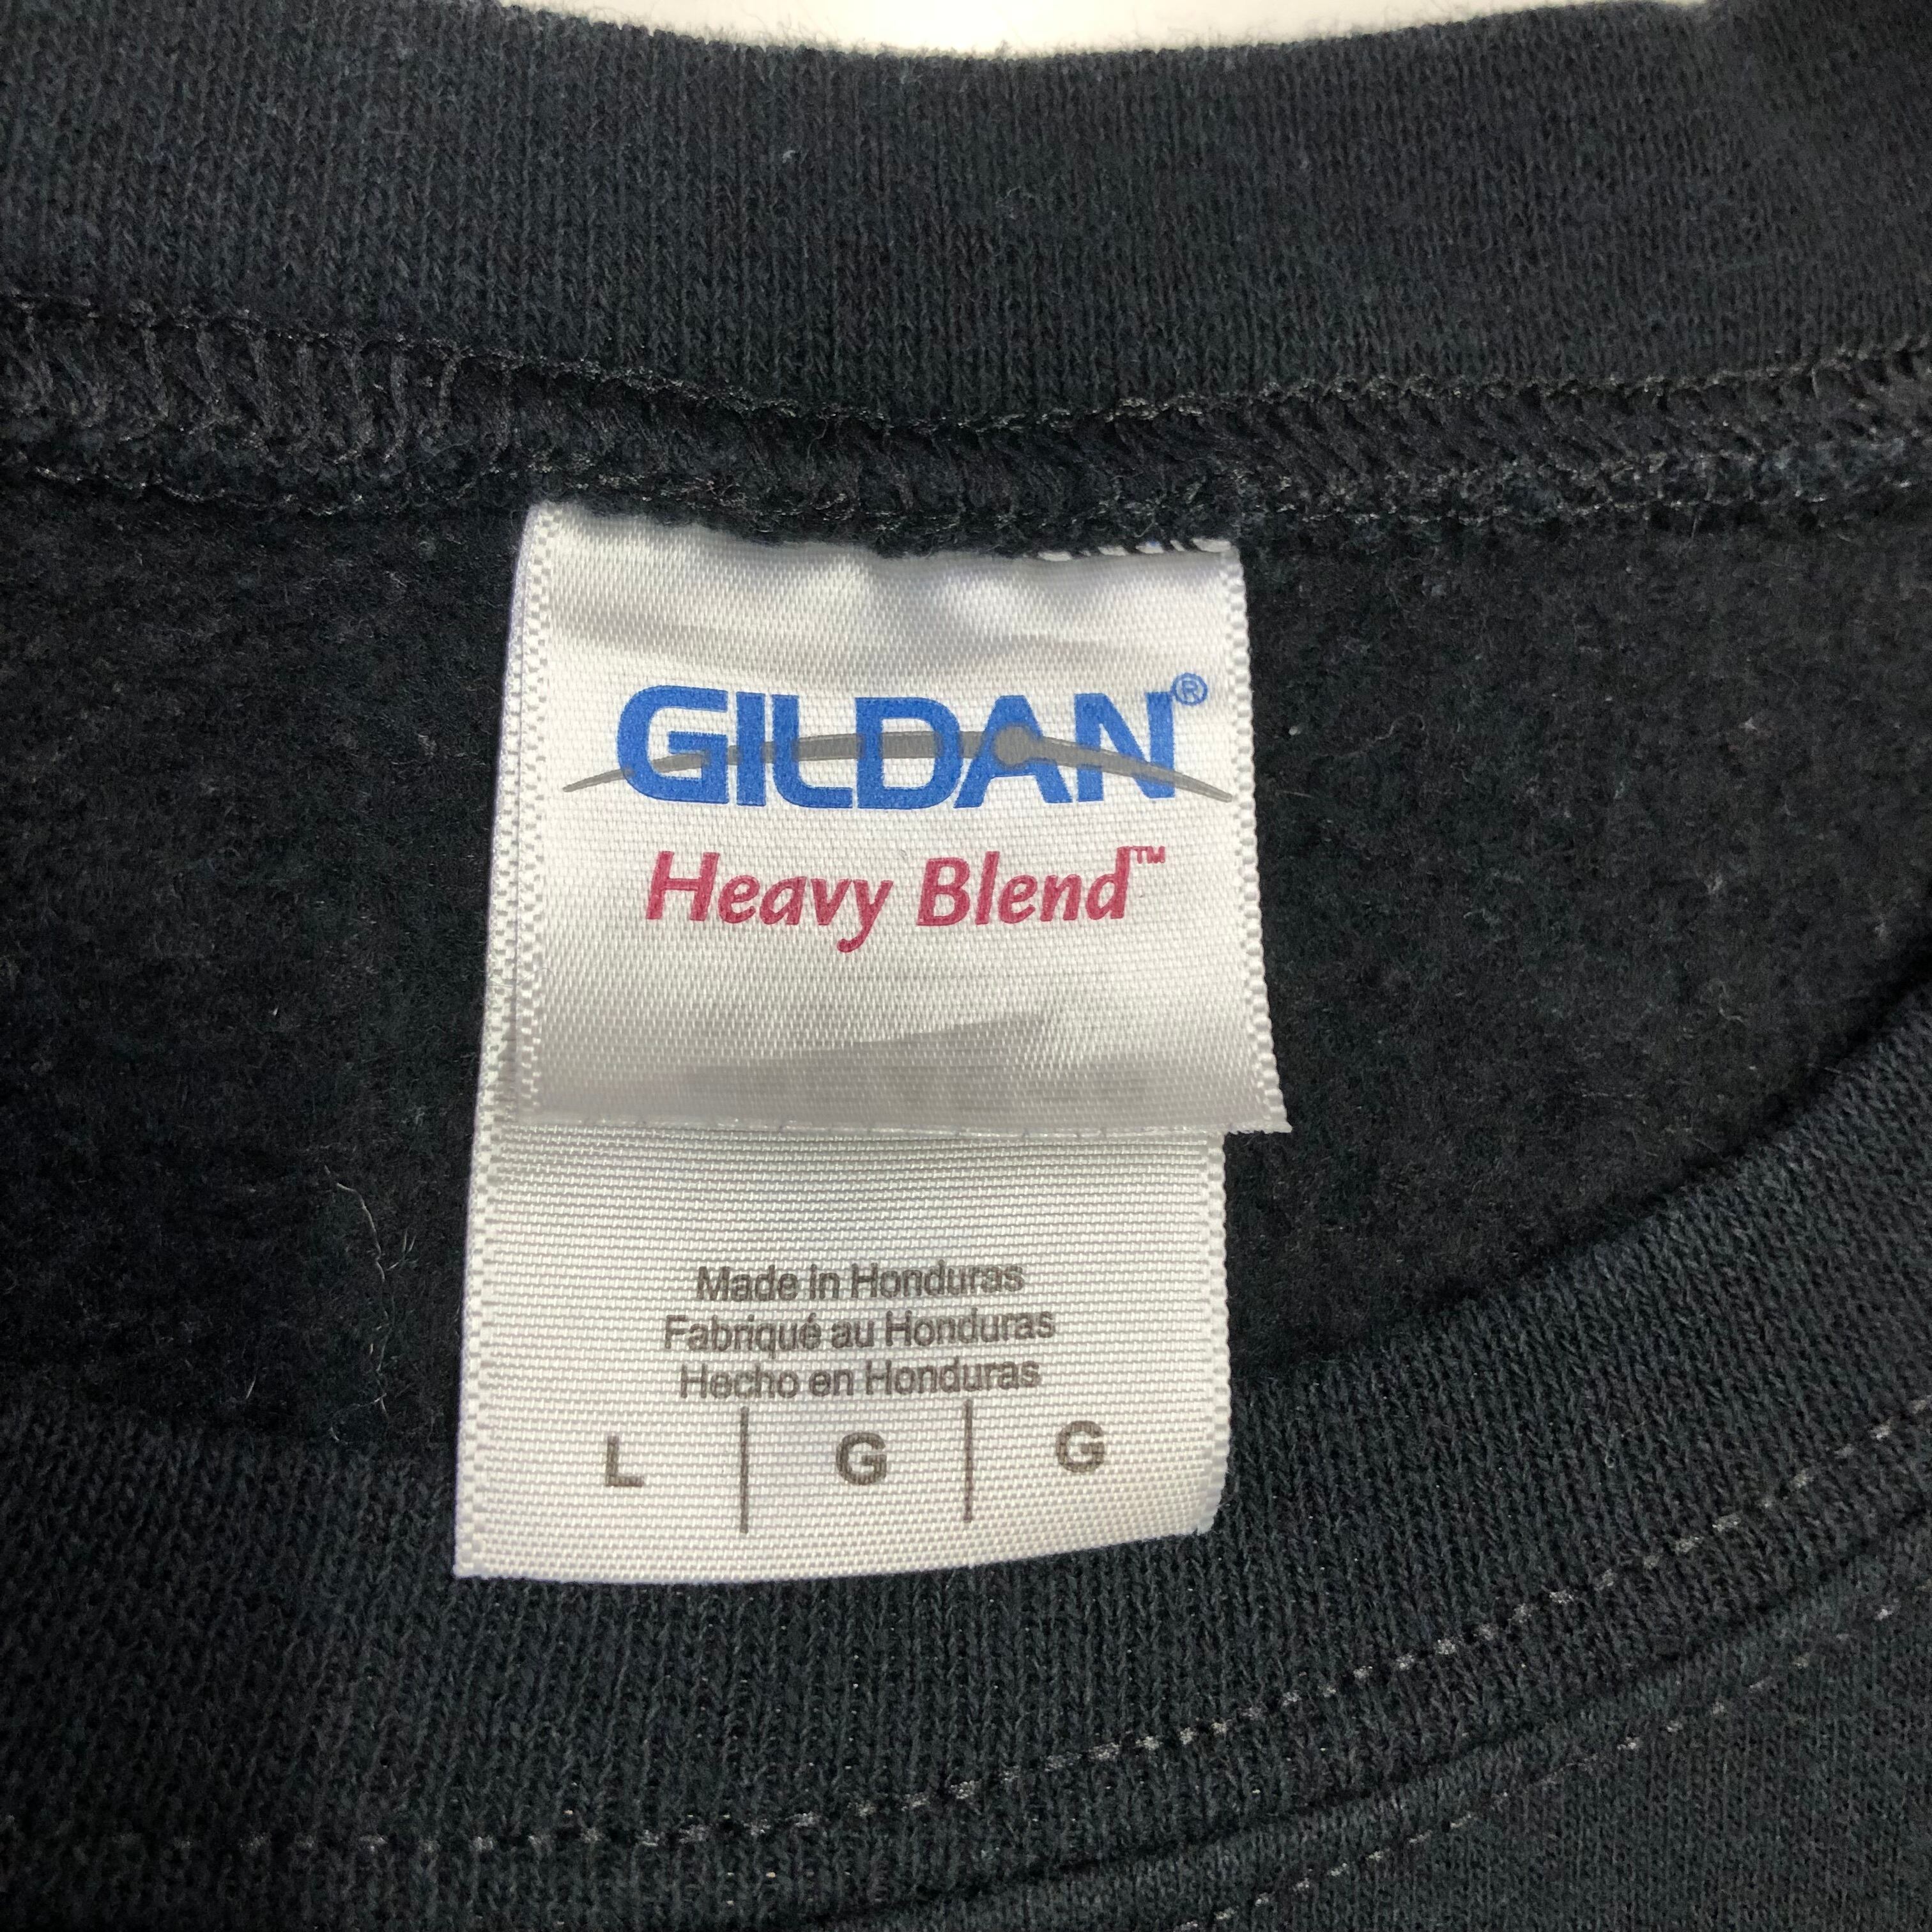 GILDAN®
Heavy Blend™
Made in Honduras
Fabriqué au Honduras
Hecho en Honduras
L | G | G